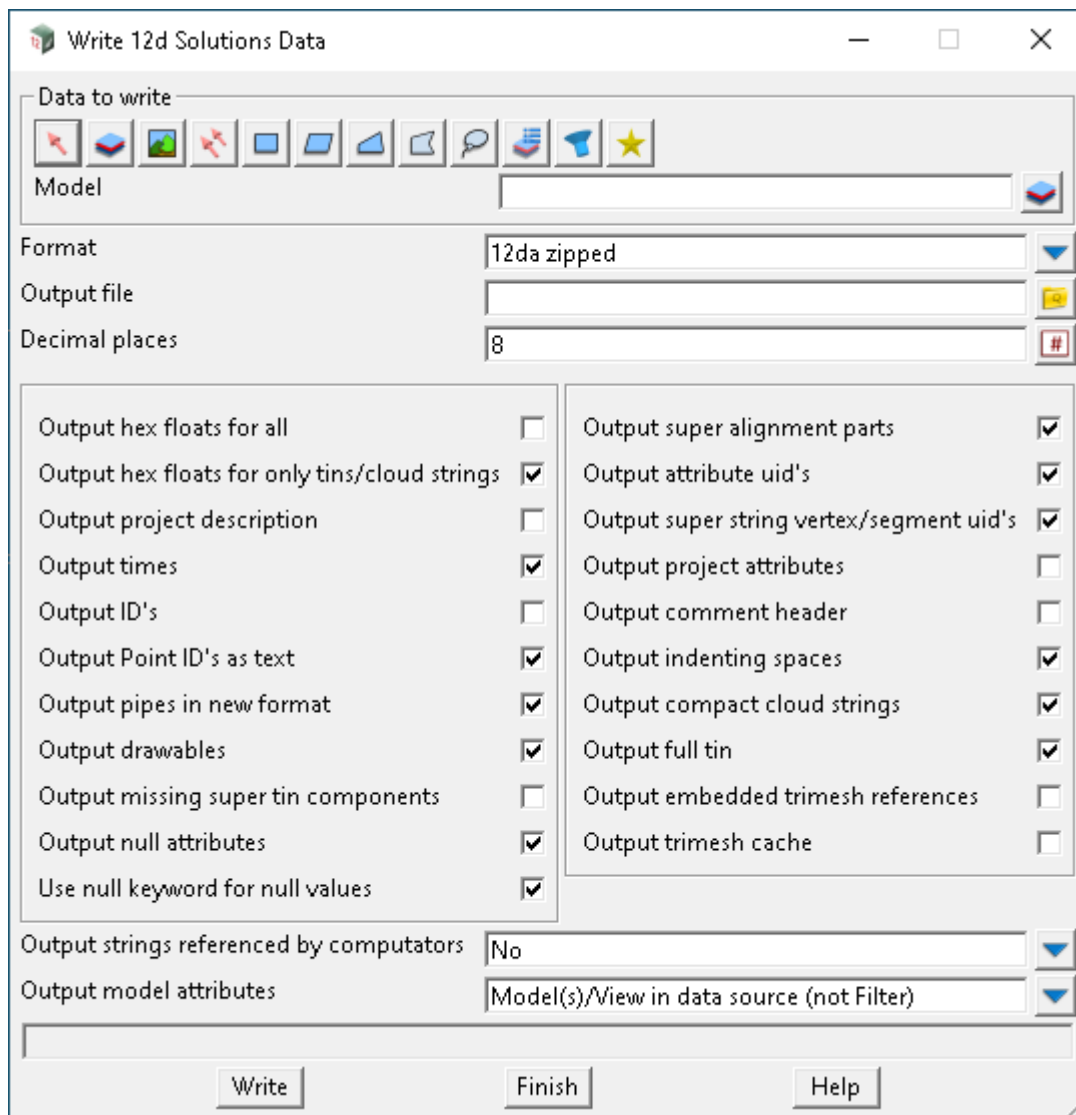 Write 12d Solutions Data
Data to write
Model
Format 12da zipped
Output file
Decimal places 8 #
Output hex floats for all
Output hex floats for only tins/cloud strings
Output project description
Output times
Output ID's
Output Point ID's as text
Output pipes in new format
Output drawables
Output missing super tin components
Output null attributes
Use null keyword for null values
Output super alignment parts
Output attribute uid's
Output super string vertex/segment uid's
Output project attributes
Output comment header
Output indenting spaces
Output compact cloud strings
Output full tin
Output embedded trimesh references
Output trimesh cache
Output strings referenced by computators No
Output model attributes Model(s)/View in data source (not Filter)
Write Finish Help